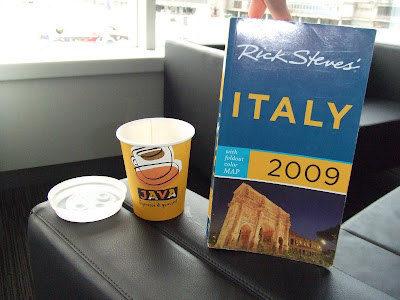 Rick Steves'
ITALY
with
foldout
color
MAP
2009
JAVA